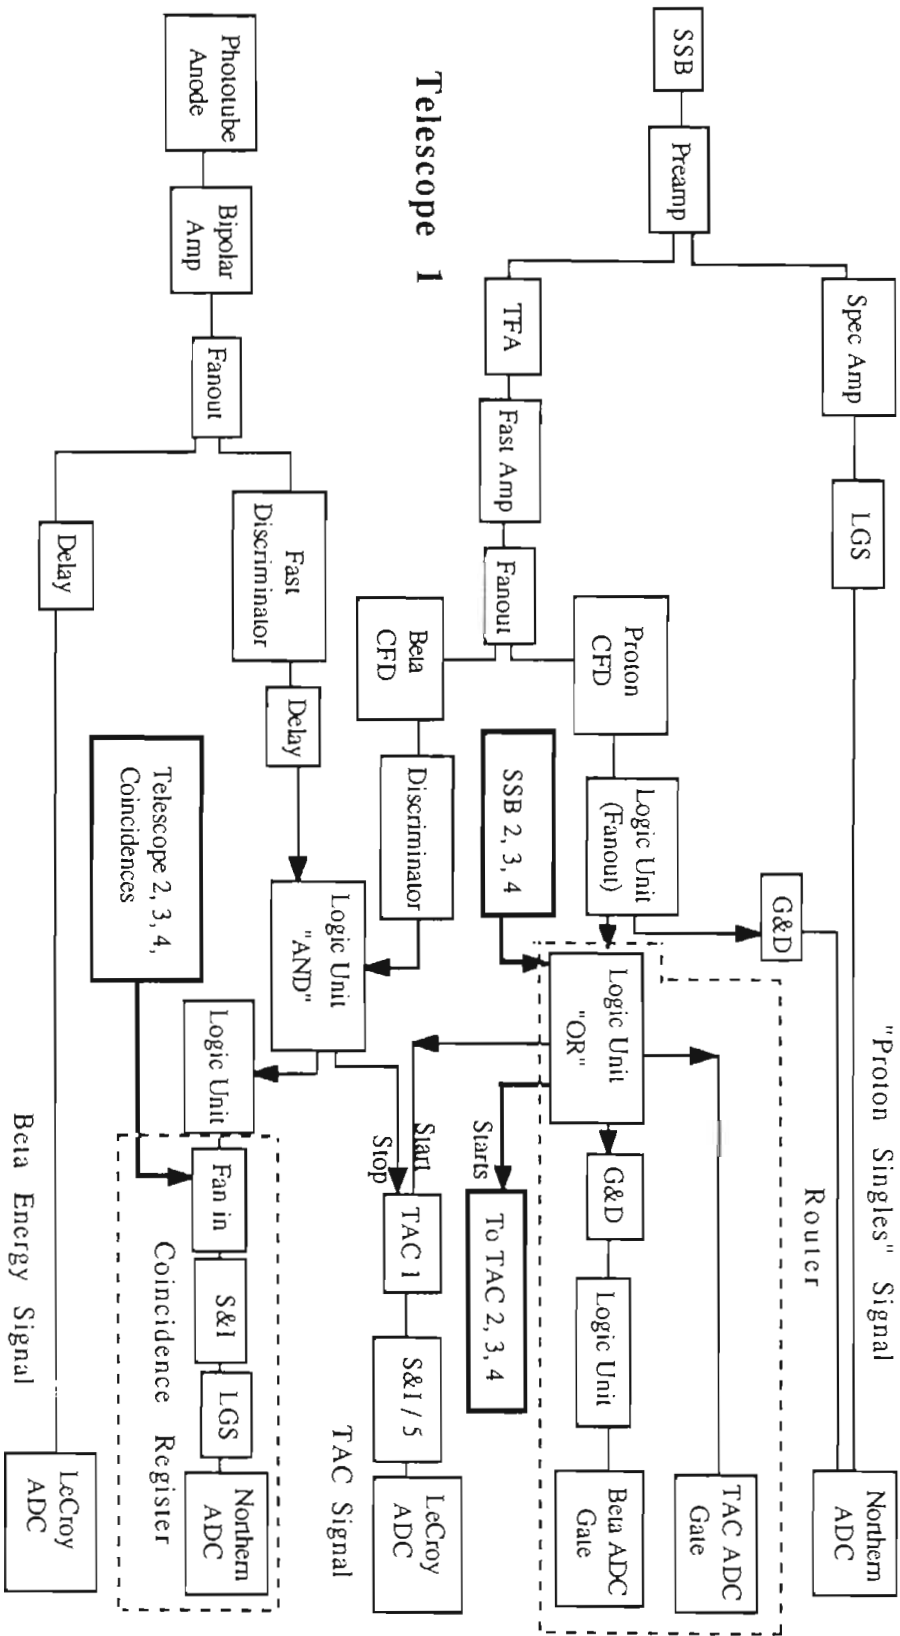 Telescope 1
SSB
Preamp
Spec Amp
LGS
"Proton Singles" Signal
Router
Northern
ADC
G&D
TFA
Fast Amp
Fanout
Proton
CFD
Logic Unit
(Fanout)
Logic Unit
"OR"
G&D
Logic Unit
Beta ADC
Gate
TAC ADC
Gate
SSB 2, 3, 4
Starts
To TAC 2, 3, 4
Beta
CFD
Discriminator
Start
Stop
TAC 1
S&I / 5
LeCroy
ADC
TAC Signal
Phototube
Anode
Bipolar
Amp
Fanout
Fast
Discriminator
Delay
Logic Unit
"AND"
Logic Unit
Fan in
S&I
LGS
Northern
ADC
Coincidence Register
Telescope 2, 3, 4,
Coincidences
Delay
Beta Energy Signal
LeCroy
ADC